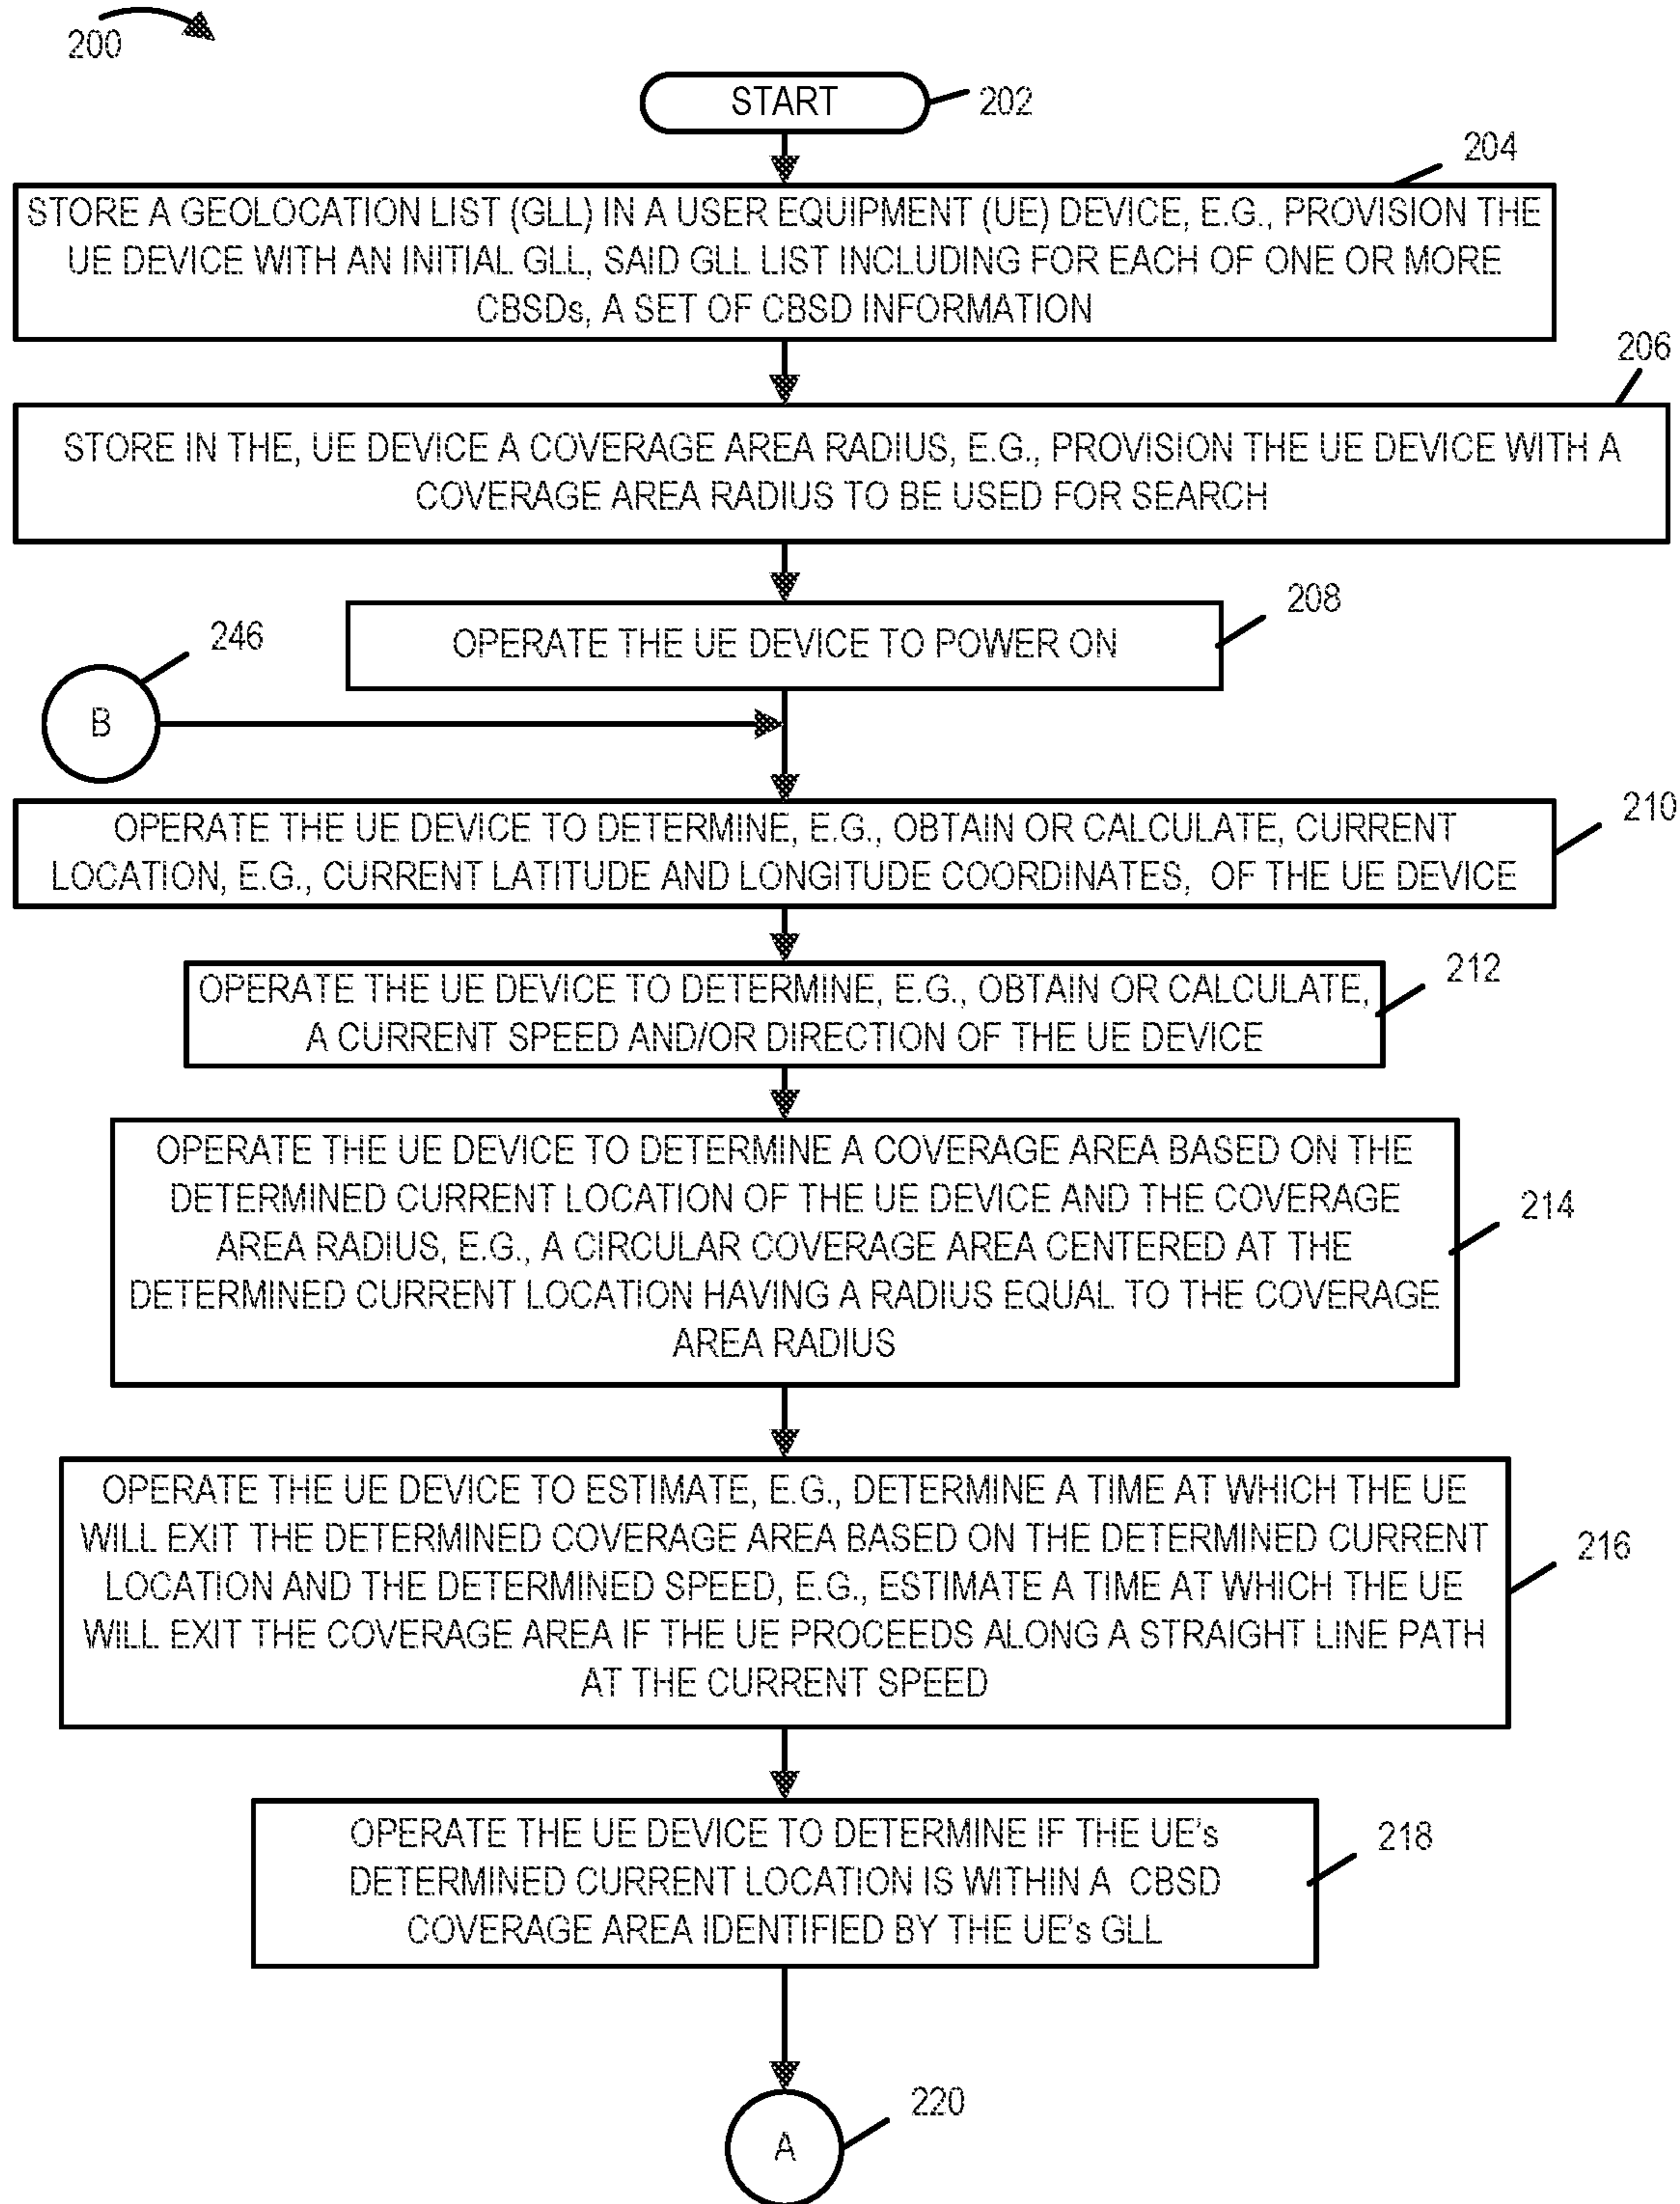 200
START
202
204
STORE A GEOLOCATION LIST (GLL) IN A USER EQUIPMENT (UE) DEVICE, E.G., PROVISION THE
UE DEVICE WITH AN INITIAL GLL, SAID GLL LIST INCLUDING FOR EACH OF ONE OR MORE
CBSDs, A SET OF CBSD INFORMATION
206
STORE IN THE, UE DEVICE A COVERAGE AREA RADIUS, E.G., PROVISION THE UE DEVICE WITH A
COVERAGE AREA RADIUS TO BE USED FOR SEARCH
208
OPERATE THE UE DEVICE TO POWER ON
246
B
210
OPERATE THE UE DEVICE TO DETERMINE, E.G., OBTAIN OR CALCULATE, CURRENT
LOCATION, E.G., CURRENT LATITUDE AND LONGITUDE COORDINATES, OF THE UE DEVICE
212
OPERATE THE UE DEVICE TO DETERMINE, E.G., OBTAIN OR CALCULATE,
A CURRENT SPEED AND/OR DIRECTION OF THE UE DEVICE
OPERATE THE UE DEVICE TO DETERMINE A COVERAGE AREA BASED ON THE
DETERMINED CURRENT LOCATION OF THE UE DEVICE AND THE COVERAGE
AREA RADIUS, E.G., A CIRCULAR COVERAGE AREA CENTERED AT THE
DETERMINED CURRENT LOCATION HAVING A RADIUS EQUAL TO THE COVERAGE
AREA RADIUS
214
OPERATE THE UE DEVICE TO ESTIMATE, E.G., DETERMINE A TIME AT WHICH THE UE
WILL EXIT THE DETERMINED COVERAGE AREA BASED ON THE DETERMINED CURRENT
LOCATION AND THE DETERMINED SPEED, E.G., ESTIMATE A TIME AT WHICH THE UE
WILL EXIT THE COVERAGE AREA IF THE UE PROCEEDS ALONG A STRAIGHT LINE PATH
AT THE CURRENT SPEED
216
OPERATE THE UE DEVICE TO DETERMINE IF THE UE's
DETERMINED CURRENT LOCATION IS WITHIN A CBSD
COVERAGE AREA IDENTIFIED BY THE UE's GLL
218
220
A